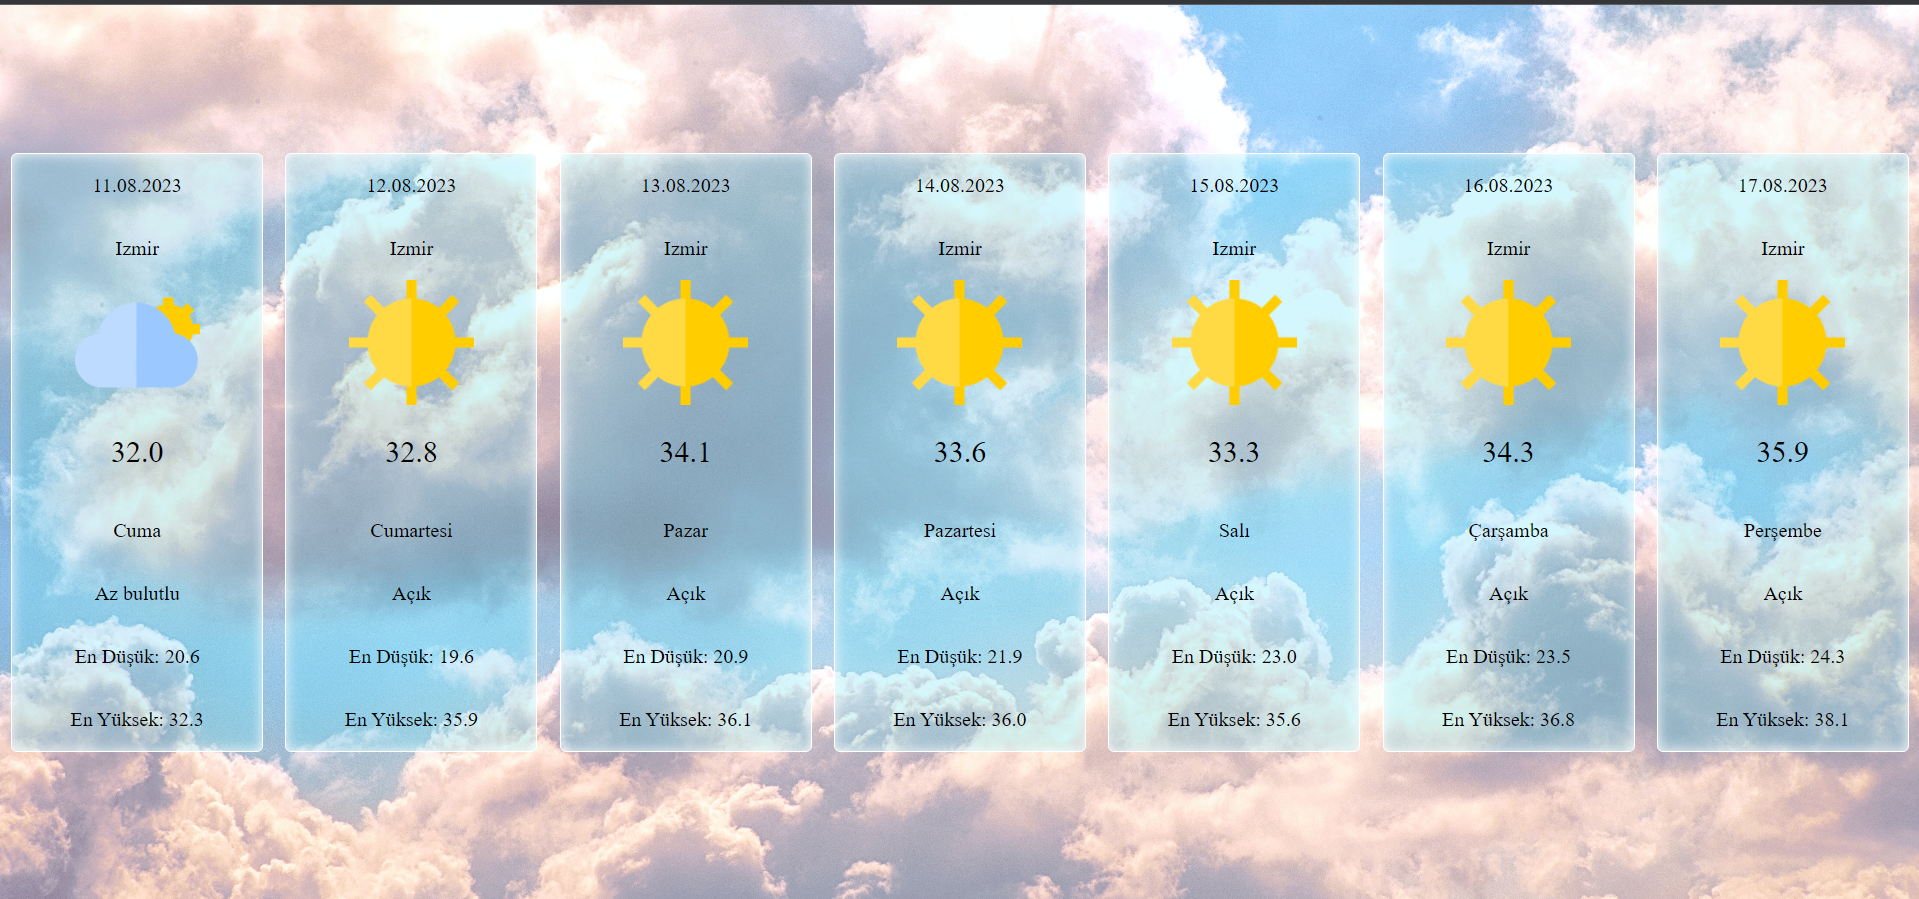 11.08.2023
Izmir
32.0
Cuma
Az bulutlu
En Düşük: 20.6
En Yüksek: 32.3
12.08.2023
Izmir
32.8
Cumartesi
Açık
En Düşük: 19.6
En Yüksek: 35.9
13.08.2023
Izmir
34.1
Pazar
Açık
En Düşük: 20.9
En Yüksek: 36.1
14.08.2023
Izmir
33.6
Pazartesi
Açık
En Düşük: 21.9
En Yüksek: 36.0
15.08.2023
Izmir
33.3
Salı
Açık
En Düşük: 23.0
En Yüksek: 35.6
16.08.2023
Izmir
34.3
Çarşamba
Açık
En Düşük: 23.5
En Yüksek: 36.8
17.08.2023
Izmir
35.9
Perşembe
Açık
En Düşük: 24.3
En Yüksek: 38.1